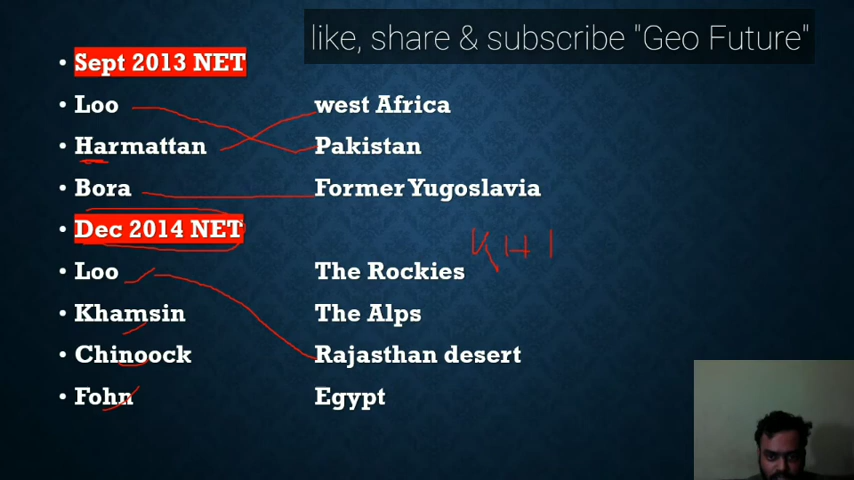 like, share & subscribe "Geo Future"
• Sept 2013 NET
• Loo west Africa
• Harmattan Pakistan
• Bora Former Yugoslavia
• Dec 2014 NET
KHI
• Loo The Rockies
• Khamsin The Alps
• Chinoock Rajasthan desert
• Fohn Egypt